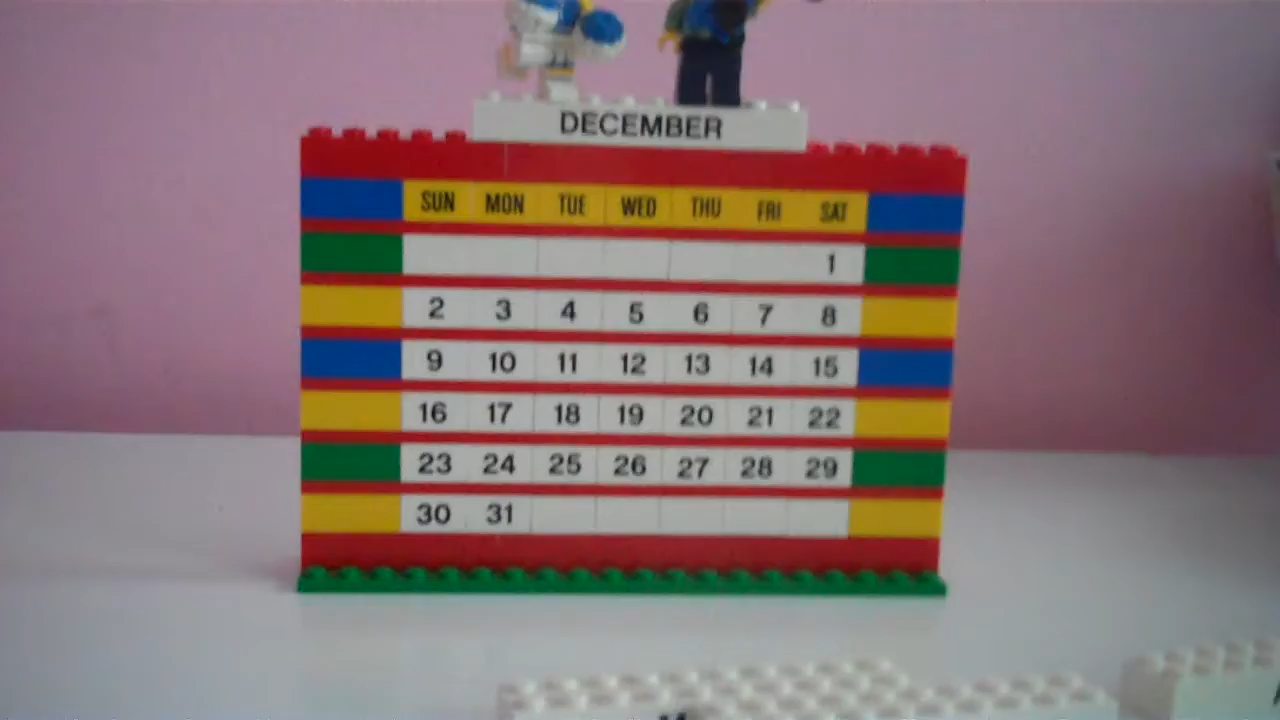 DECEMBER
SUN MON TUE WED THU FRI SAT
1
2 3 4 5 6 7 8
9 10 11 12 13 14 15
16 17 18 19 20 21 22
23 24 25 26 27 28 29
30 31